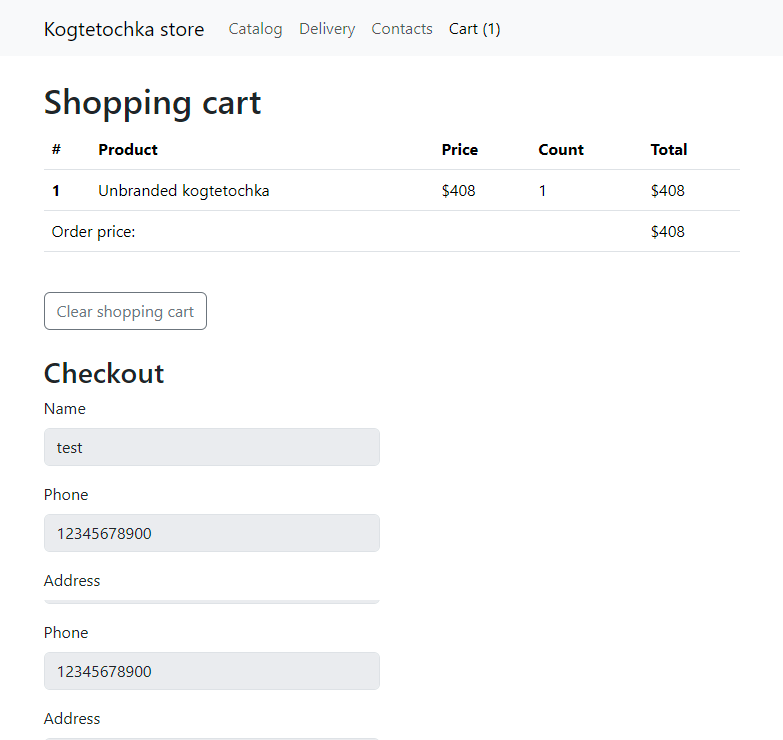 Kogtetochka store Catalog Delivery Contacts Cart (1)
Shopping cart
# Product Price Count Total
1 Unbranded kogtetochka $408 1 $408
Order price: $408
Clear shopping cart
Checkout
Name
test
Phone
12345678900
Address
Phone
12345678900
Address